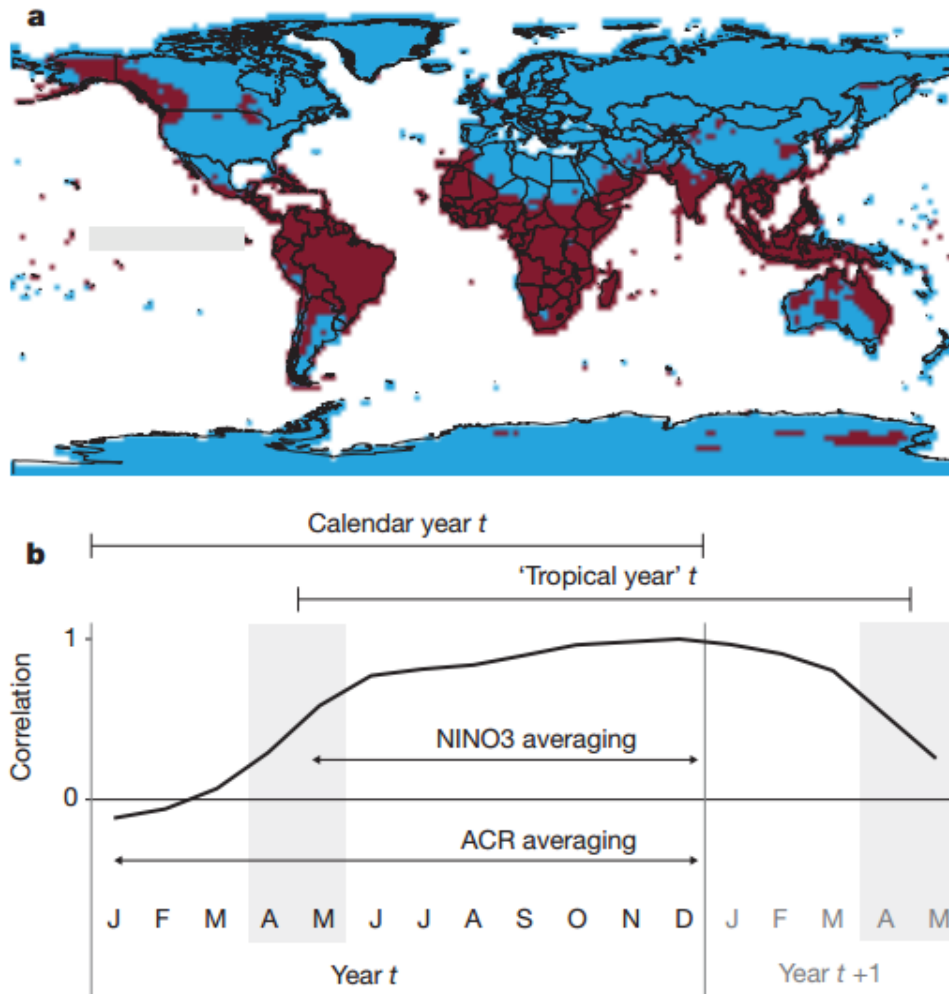 a
b
Calendar year t
'Tropical year' t
1
Correlation
NINO3 averaging
0
ACR averaging
J F M A M J J A S O N D J F M A M
Year t Year t +1